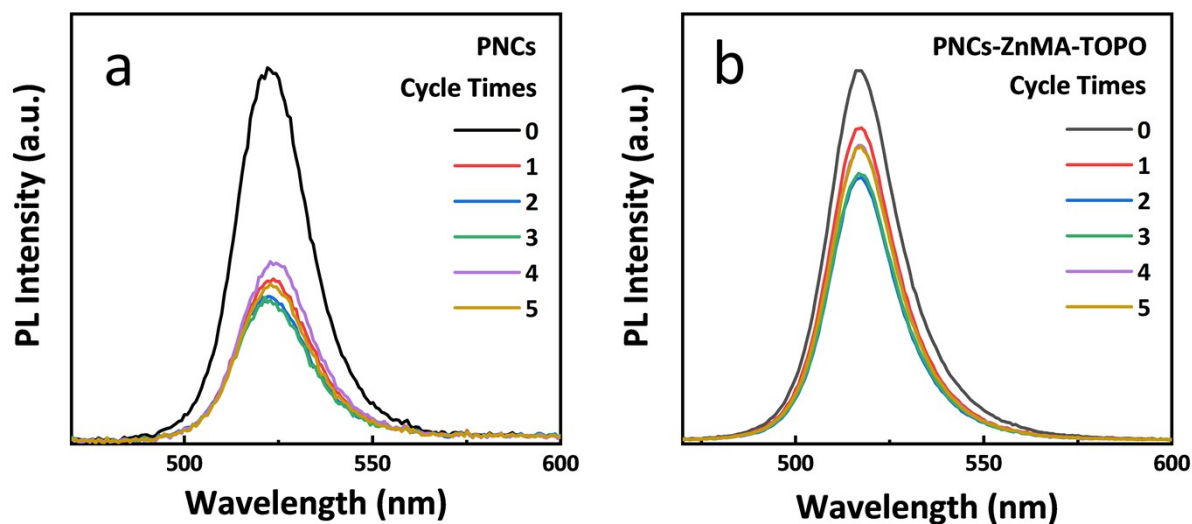 a
PNCs
Cycle Times
0
1
2
3
4
5
PL Intensity (a.u.)
500
550
600
Wavelength (nm)
b
PNCs-ZnMA-TOPO
Cycle Times
0
1
2
3
4
5
PL Intensity (a.u.)
500
550
600
Wavelength (nm)